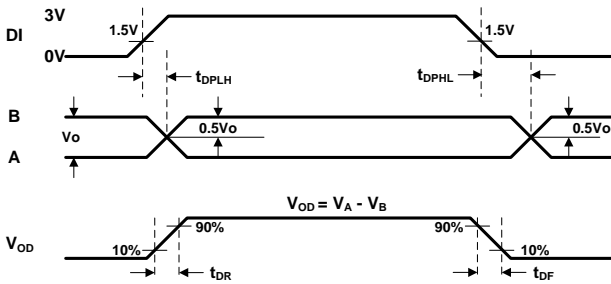 3V
DI
1.5V
1.5V
0V
tDPLH
tDPHL
B
Vo
0.5Vo
0.5Vo
A
VOD = VA - VB
90%
90%
VOD
10%
10%
tDR
tDF